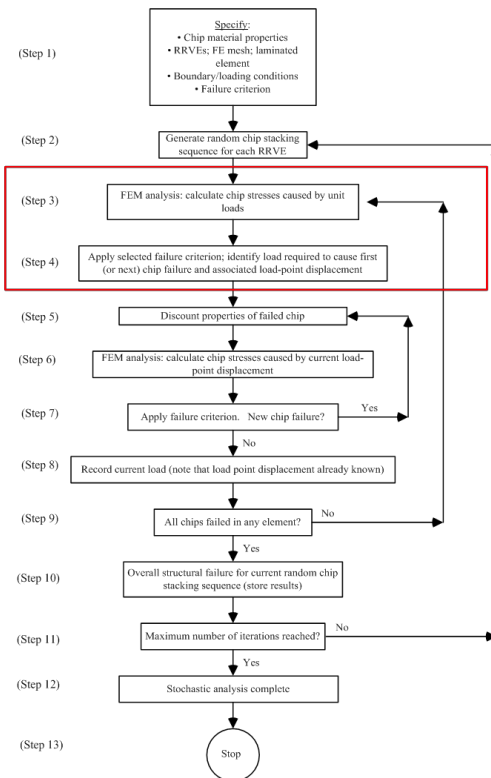 Specify:
(Step 1)
• Chip material properties
• RRVEs; FE mesh; laminated
element
• Boundary/loading conditions
• Failure criterion
(Step 2)
Generate random chip stacking
sequence for each RRVE
(Step 3)
FEM analysis: calculate chip stresses caused by unit
loads
(Step 4)
Apply selected failure criterion; identify load required to cause first
(or next) chip failure and associated load-point displacement
(Step 5)
Discount properties of failed chip
(Step 6)
FEM analysis: calculate chip stresses caused by current load-
point displacement
(Step 7)
Apply failure criterion. New chip failure?
Yes
No
(Step 8)
Record current load (note that load point displacement already known)
(Step 9)
All chips failed in any element?
No
Yes
(Step 10)
Overall structural failure for current random chip
stacking sequence (store results)
(Step 11)
Maximum number of iterations reached?
No
Yes
(Step 12)
Stochastic analysis complete
(Step 13)
Stop